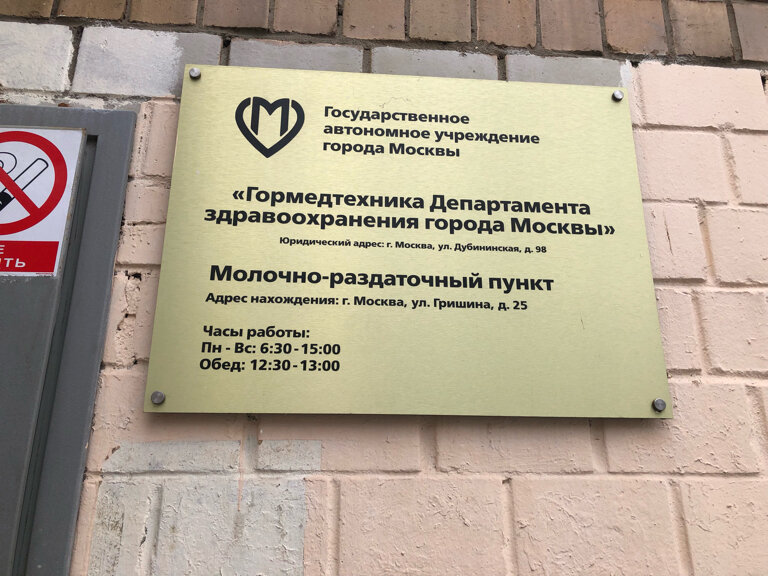 М
Государственное
автономное учреждение
города Москвы
«Гормедтехника Департамента
здравоохранения города Москвы»
Юридический адрес: г. Москва, ул. Дубининская, д. 98
Молочно-раздаточный пункт
Адрес нахождения: г. Москва, ул. Гришина, д. 25
Часы работы:
Пн - Вс: 6:30 - 15:00
Обед: 12:30 - 13:00